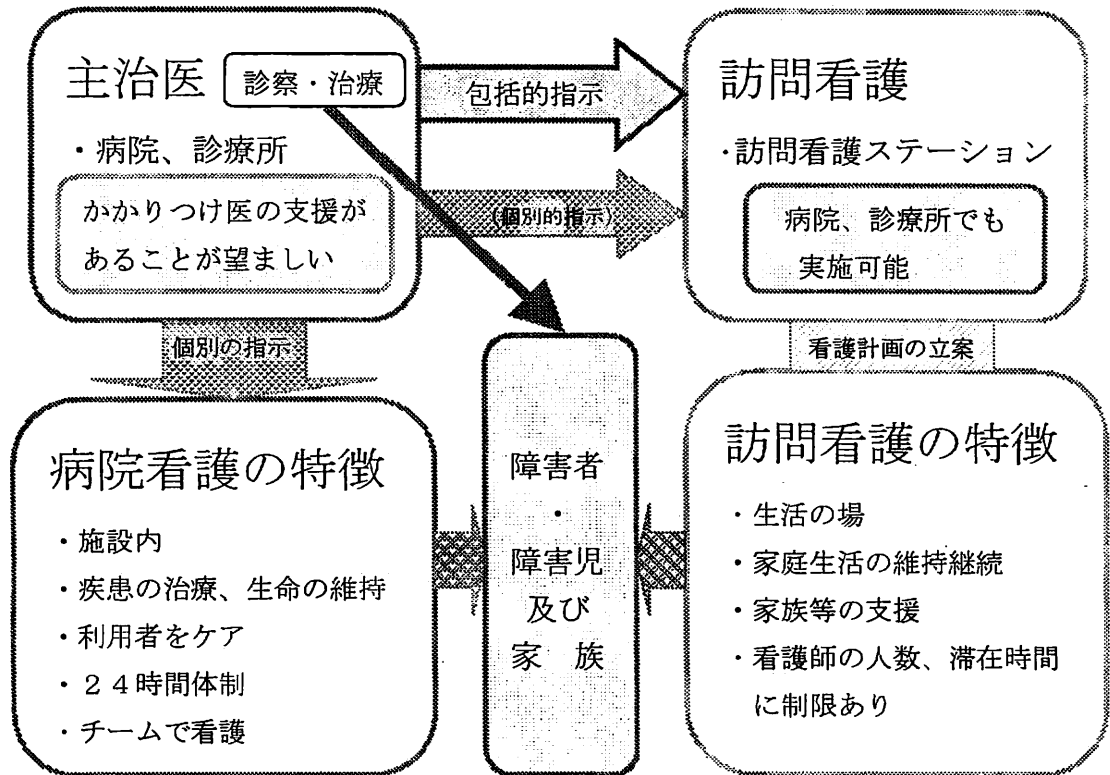 主治医
診察・治療
・病院、診療所
かかりつけ医の支援が
あることが望ましい
包括的指示
(個別的指示)
訪問看護
・訪問看護ステーション
病院、診療所でも
実施可能
個別の指示
看護計画の立案
病院看護の特徴
・施設内
・疾患の治療、生命の維持
・利用者をケア
・24時間体制
・チームで看護
障害者
・
障害児
及び
家 族
訪問看護の特徴
・生活の場
・家庭生活の維持継続
・家族等の支援
・看護師の人数、滞在時間
に制限あり